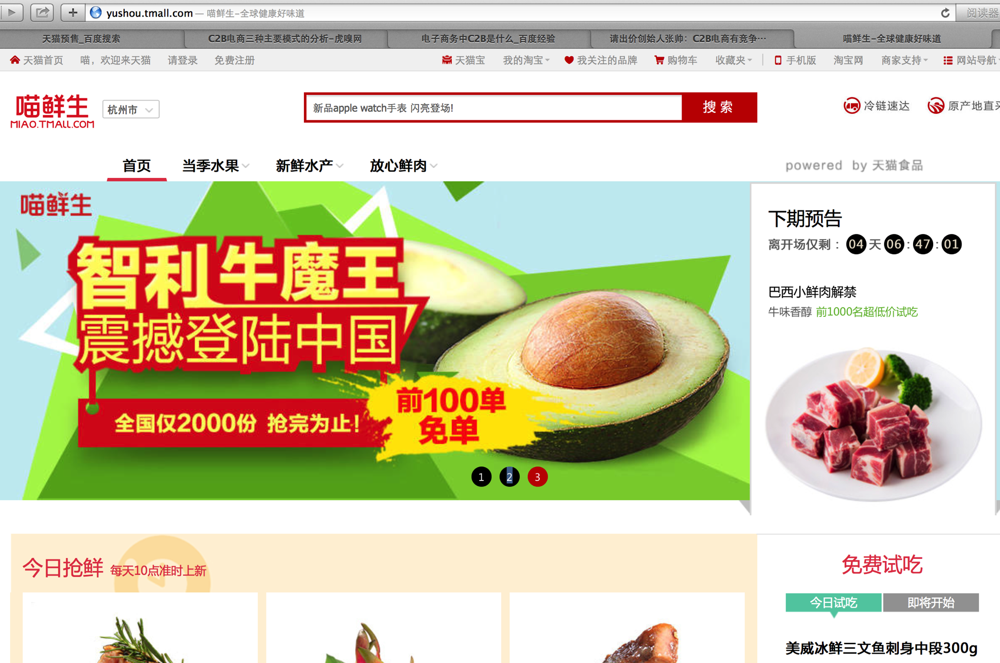 yushou.tmall.com — 喵鲜生-全球健康好味道
阅读器
天猫预售_百度搜索
C2B电商三种主要模式的分析-虎嗅网
电子商务中C2B是什么_百度经验
请出价创始人张帅：C2B电商有竞争…
喵鲜生-全球健康好味道
天猫首页 喵，欢迎来天猫 请登录 免费注册 天猫宝 我的淘宝 我关注的品牌 购物车 收藏夹 手机版 淘宝网 商家支持 网站导航
喵鲜生
MIAO.TMALL.COM
杭州市
新品apple watch手表 闪亮登场!
搜索
冷链速达
原产地直采
首页 当季水果 新鲜水产 放心鲜肉
powered by 天猫食品
喵鲜生
智利牛魔王
震撼登陆中国
全国仅2000份 抢完为止!
前100单
免单
1 2 3
下期预告
离开场仅剩： 04 天 06 : 47 : 01
巴西小鲜肉解禁
牛味香醇 前1000名超低价试吃
今日抢鲜 每天10点准时上新
免费试吃
今日试吃 即将开始
美威冰鲜三文鱼刺身中段300g